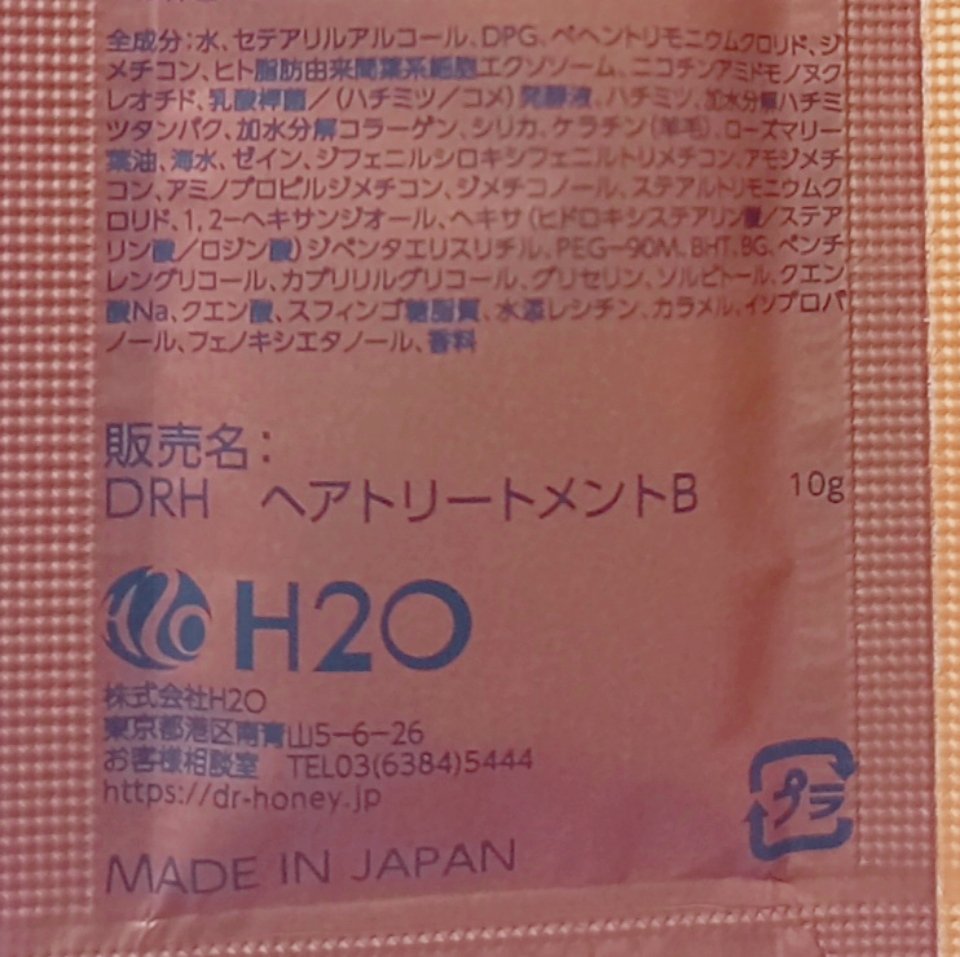 全成分:水、セテアリルアルコール、DPG、ベヘントリモニウムクロリド、ジ
メチコン、ヒト脂肪由来間葉系細胞エクソソーム、ニコチンアミドモノヌク
レオチド、乳酸桿菌/(ハチミツ/コメ)発酵液、ハチミツ、加水分解ハチミ
ツタンパク、加水分解コラーゲン、シリカ、ケラチン(羊毛)、ローズマリー
葉油、海水、ゼイン、ジフェニルシロキシフェニルトリメチコン、アモジメチ
コン、アミノプロピルジメチコン、ジメチコノール、ステアルトリモニウムク
ロリド、1,2-ヘキサンジオール、ヘキサ(ヒドロキシステアリン酸/ステア
リン酸/ロジン酸)ジペンタエリスリチル、PEG-90M、BHT、BG、ペンチ
レングリコール、カプリリルグリコール、グリセリン、ソルビトール、クエン
酸Na、クエン酸、スフィンゴ糖脂質、水添レシチン、カラメル、イソプロパ
ノール、フェノキシエタノール、香料
販売名:
DRH ヘアトリートメントB 10g
H2O H2O
株式会社H2O
東京都港区南青山5-6-26
お客様相談室 TEL03(6384)5444
https://dr-honey.jp
プラ
MADE IN JAPAN